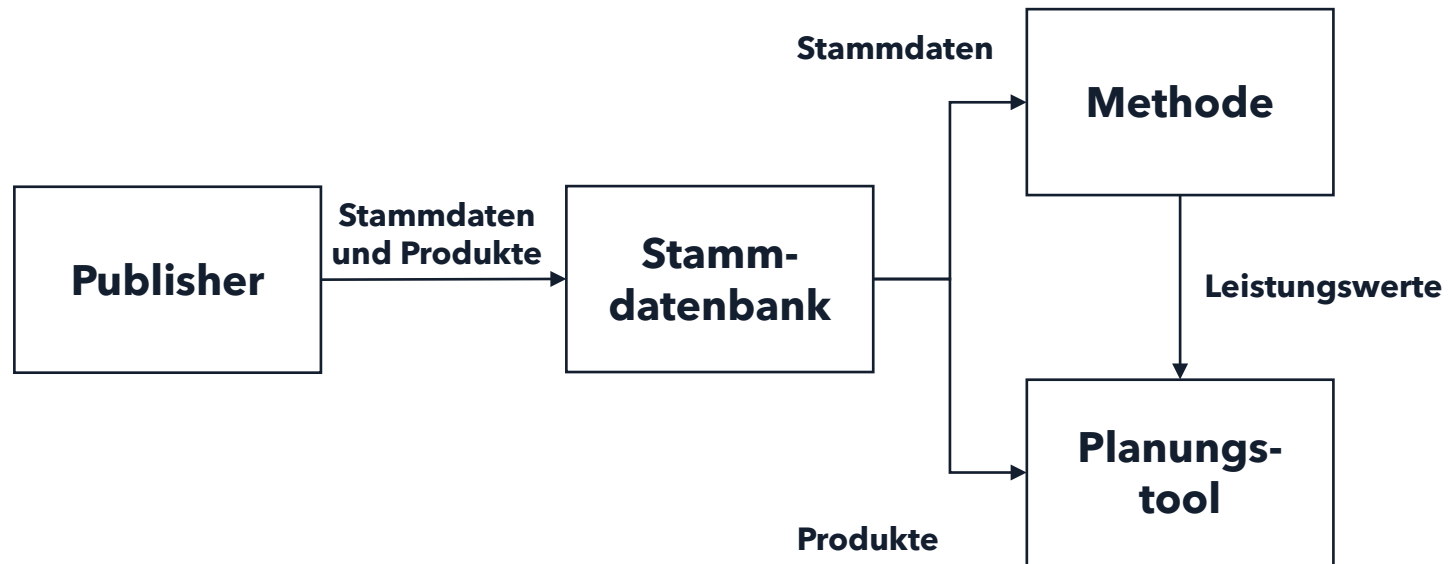 Stammdaten
Methode
Publisher
Stammdaten
und Produkte
Stamm-
datenbank
Leistungswerte
Planungs-
tool
Produkte